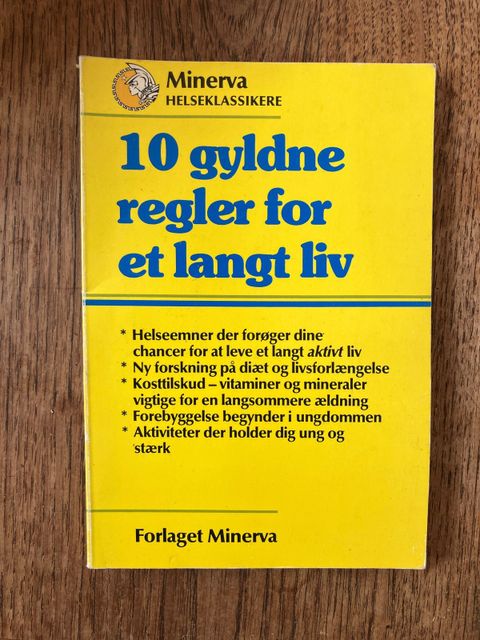 Minerva
HELSEKLASSIKERE
10 gyldne
regler for
et langt liv
* Helseemner der forøger dine
chancer for at leve et langt aktivt liv
* Ny forskning på diæt og livsforlængelse
* Kosttilskud – vitaminer og mineraler
vigtige for en langsommere ældning
* Forebyggelse begynder i ungdommen
* Aktiviteter der holder dig ung og
stærk
Forlaget Minerva